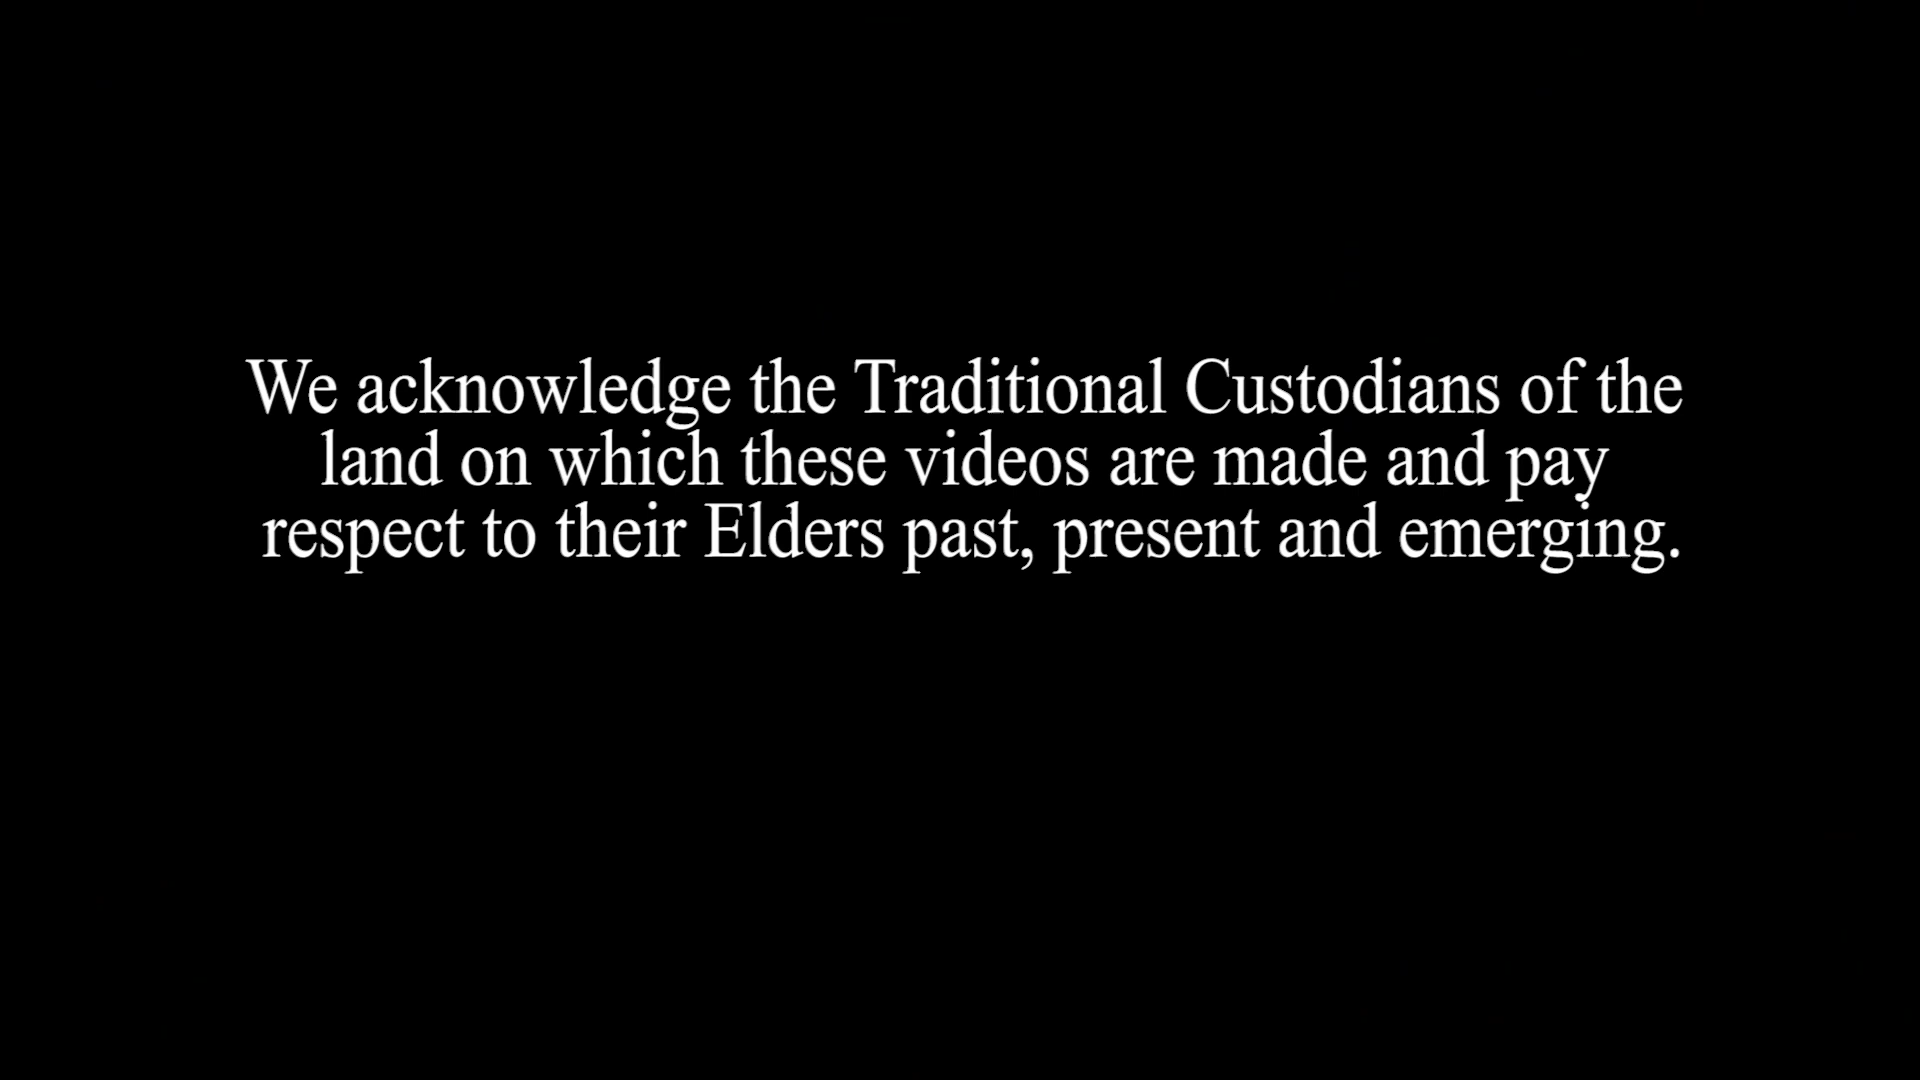 We acknowledge the Traditional Custodians of the
land on which these videos are made and pay
respect to their Elders past, present and emerging.